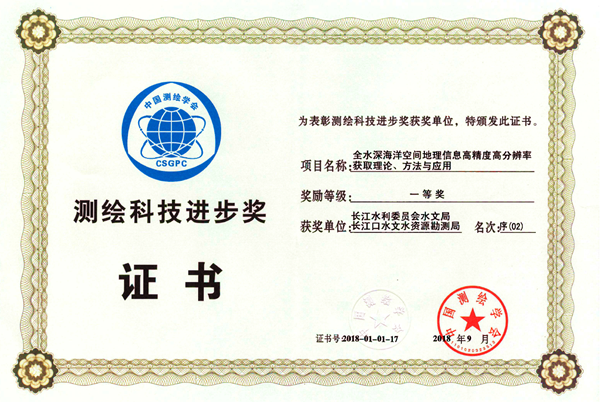 中国测绘学会
CSGPC
测绘科技进步奖
证书
为表彰测绘科技进步奖获奖单位，特颁发此证书。
项目名称：全水深海洋空间地理信息高精度高分辨率
获取理论、方法与应用
奖励等级：一等奖
获奖单位：长江水利委员会水文局
长江口水文水资源勘测局 名次：序(02)
中国测绘学会
证书号：2018-01-01-17
2018 年 9 月